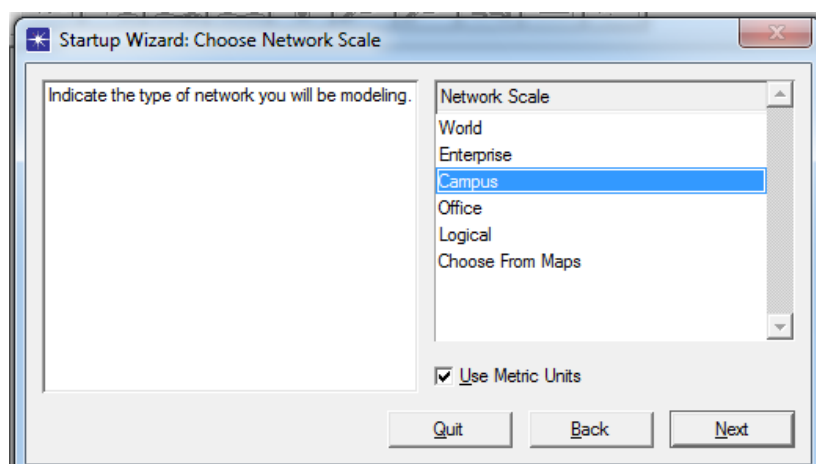 Startup Wizard: Choose Network Scale
Indicate the type of network you will be modeling.
Network Scale
World
Enterprise
Campus
Office
Logical
Choose From Maps
Use Metric Units
Quit
Back
Next